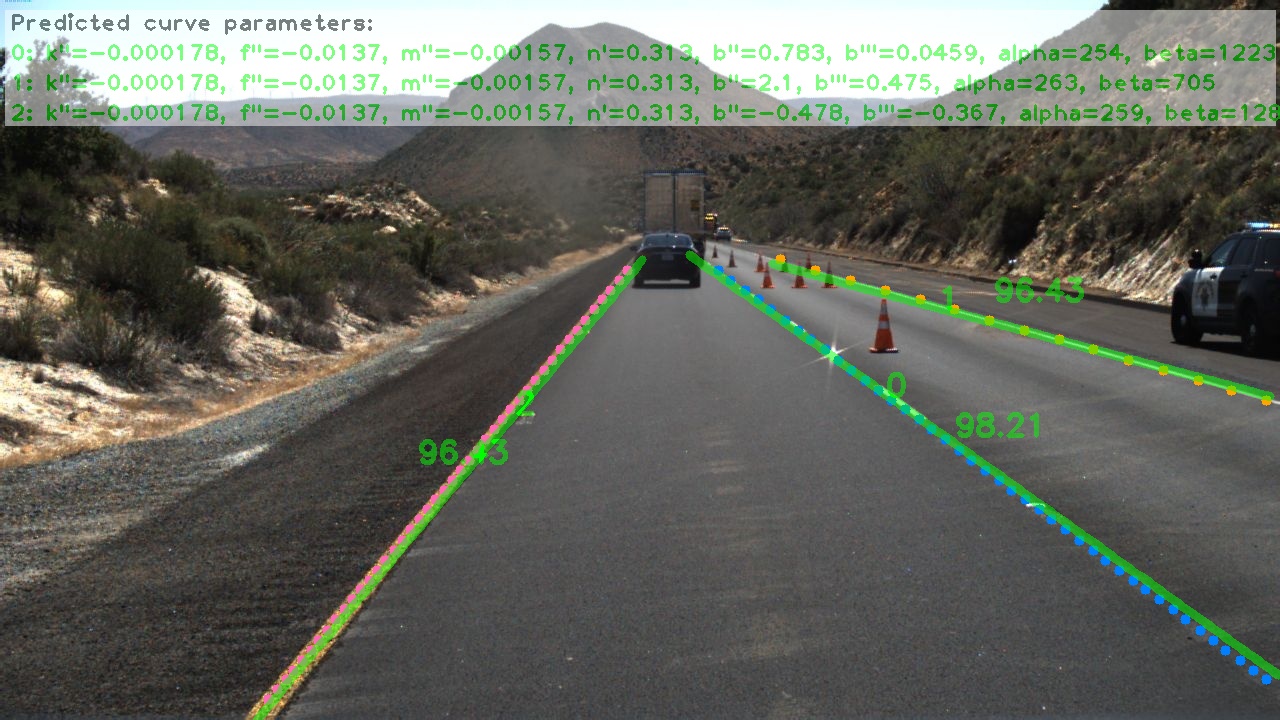 Predicted curve parameters:
0: k''=-0.000178, f''=-0.0137, m''=-0.00157, n'=0.313, b''=0.783, b'''=0.0459, alpha=254, beta=1223
1: k''=-0.000178, f''=-0.0137, m''=-0.00157, n'=0.313, b''=2.1, b'''=0.475, alpha=263, beta=705
2: k''=-0.000178, f''=-0.0137, m''=-0.00157, n'=0.313, b''=-0.478, b'''=-0.367, alpha=259, beta=128
1 96.43
0
2
98.21
96.43